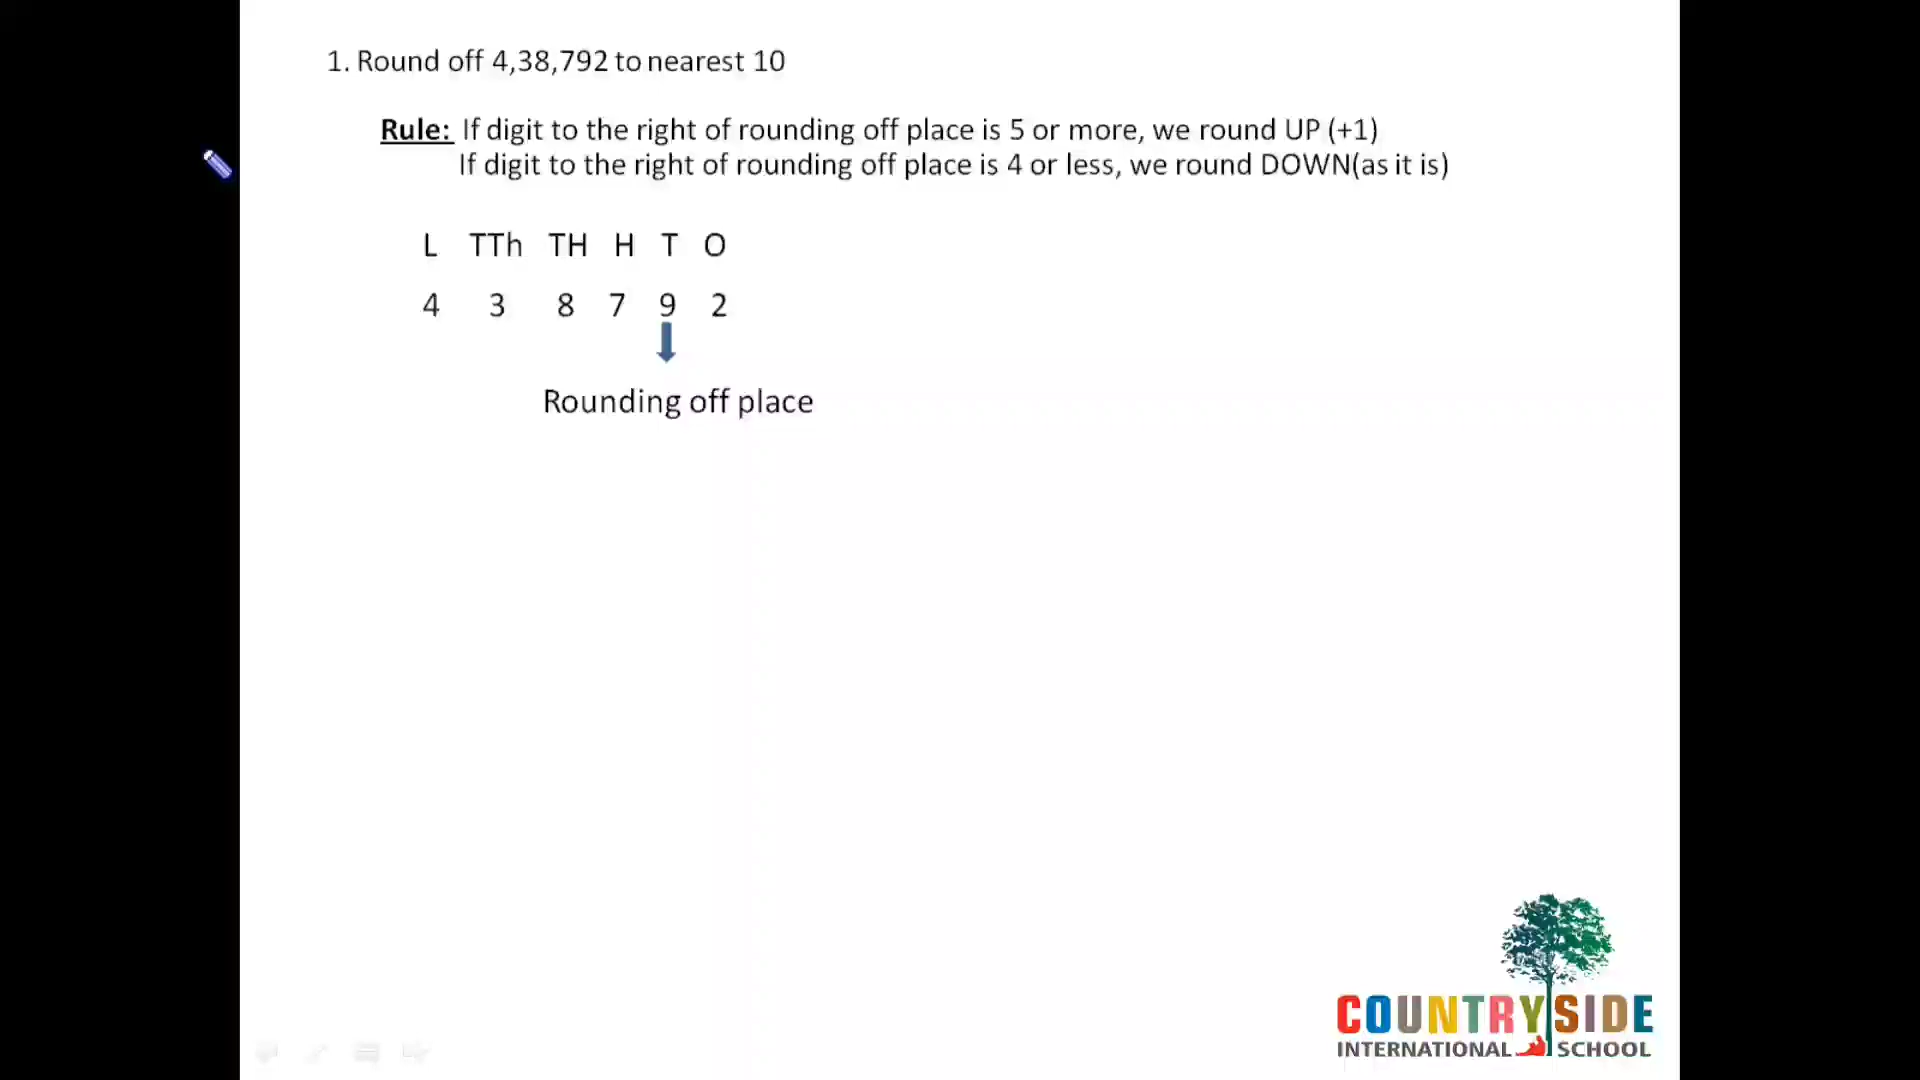 1. Round off 4,38,792 to nearest 10
Rule: If digit to the right of rounding off place is 5 or more, we round UP (+1)
If digit to the right of rounding off place is 4 or less, we round DOWN(as it is)
L TTh TH H T O
4 3 8 7 9 2
Rounding off place
COUNTRYSIDE
INTERNATIONAL SCHOOL